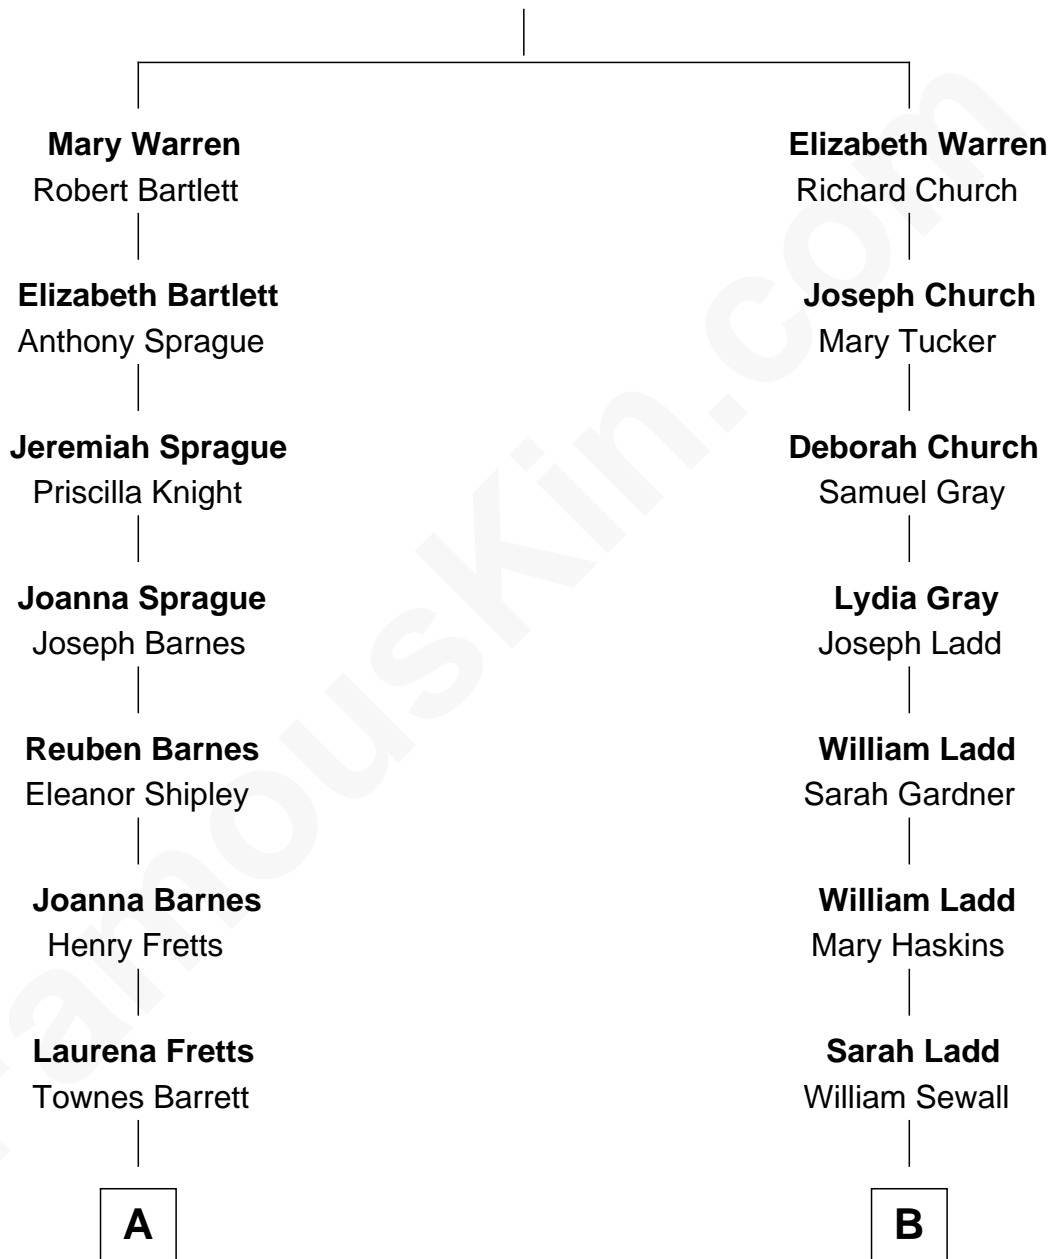 Mary Warren
Robert Bartlett
Elizabeth Warren
Richard Church
Elizabeth Bartlett
Anthony Sprague
Joseph Church
Mary Tucker
Jeremiah Sprague
Priscilla Knight
Deborah Church
Samuel Gray
Joanna Sprague
Joseph Barnes
Lydia Gray
Joseph Ladd
Reuben Barnes
Eleanor Shipley
William Ladd
Sarah Gardner
Joanna Barnes
Henry Fretts
William Ladd
Mary Haskins
Laurena Fretts
Townes Barrett
Sarah Ladd
William Sewall
A
B
FamousKin.com